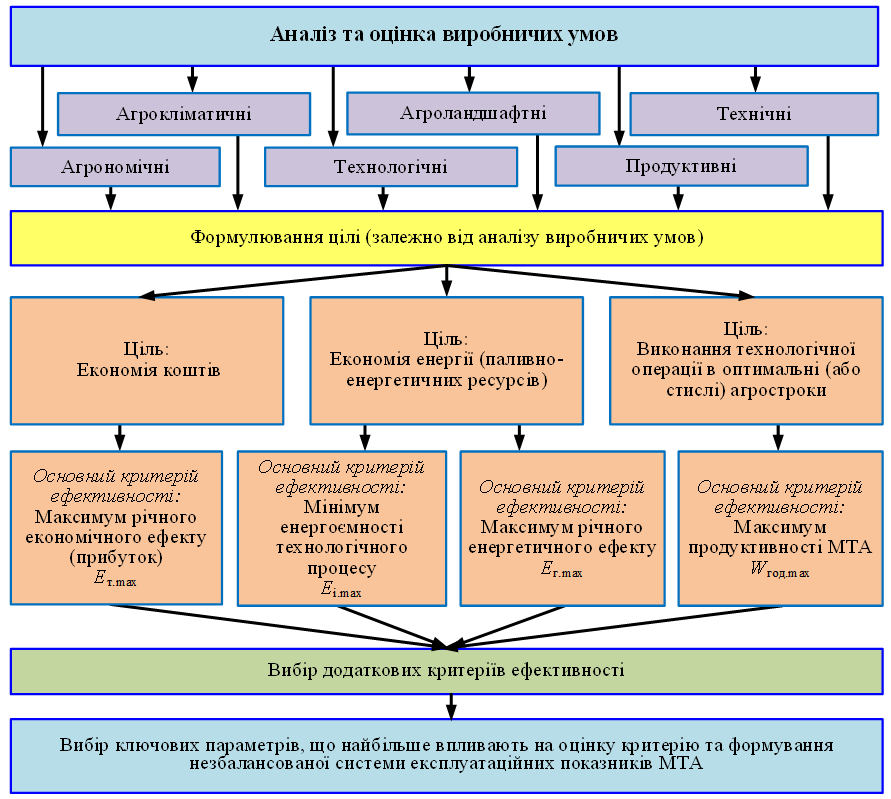 Аналіз та оцінка виробничих умов
Агрокліматичні
Агроландшафтні
Технічні
Агрономічні
Технологічні
Продуктивні
Формулювання цілі (залежно від аналізу виробничих умов)
Ціль:
Економія коштів
Ціль:
Економія енергії (паливно-
енергетичних ресурсів)
Ціль:
Виконання технологічної
операції в оптимальні (або
стислі) агростроки
Основний критерій
ефективності:
Максимум річного
економічного ефекту
(прибуток)
Eт.max
Основний критерій
ефективності:
Мінімум
енергоємності
технологічного
процесу
Eі.max
Основний критерій
ефективності:
Максимум річного
енергетичного ефекту
Eг.max
Основний критерій
ефективності:
Максимум
продуктивності МТА
Wгод.max
Вибір додаткових критеріїв ефективності
Вибір ключових параметрів, що найбільше впливають на оцінку критерію та формування
незбалансованої системи експлуатаційних показників МТА